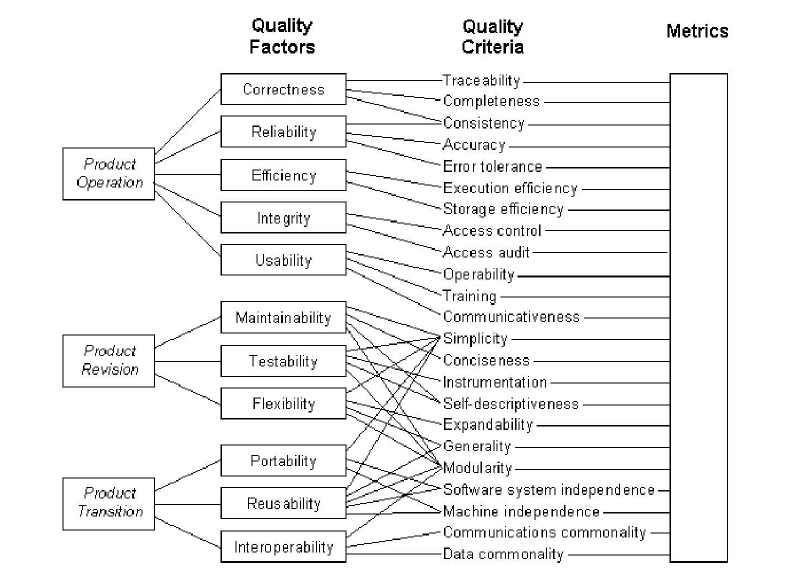 Quality
Factors
Quality
Criteria
Metrics
Product
Operation
Product
Revision
Product
Transition
Correctness
Reliability
Efficiency
Integrity
Usability
Maintainability
Testability
Flexibility
Portability
Reusability
Interoperability
Traceability
Completeness
Consistency
Accuracy
Error tolerance
Execution efficiency
Storage efficiency
Access control
Access audit
Operability
Training
Communicativeness
Simplicity
Conciseness
Instrumentation
Self-descriptiveness
Expandability
Generality
Modularity
Software system independence
Machine independence
Communications commonality
Data commonality